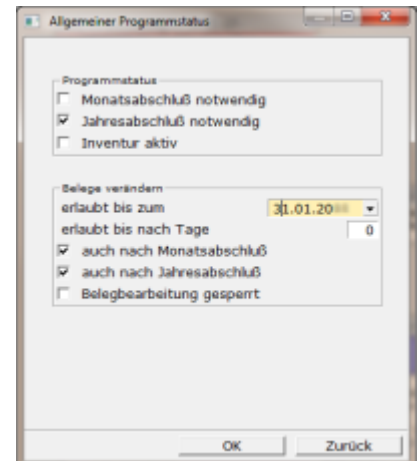 Allgemeiner Programmstatus
Programmstatus
Monatsabschluß notwendig
Jahresabschluß notwendig
Inventur aktiv
Belege verändern
erlaubt bis zum 31.01.20
erlaubt bis nach Tage 0
auch nach Monatsabschluß
auch nach Jahresabschluß
Belegbearbeitung gesperrt
OK Zurück